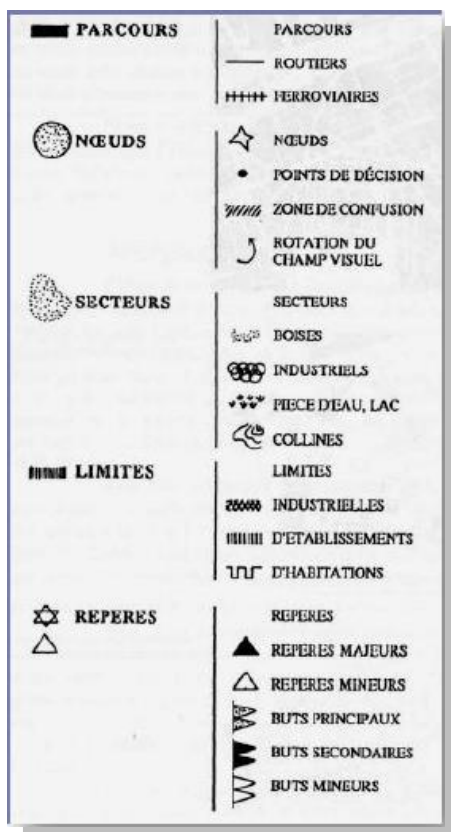 PARCOURS
PARCOURS
ROUTIERS
FERROVIAIRES
NŒUDS
NŒUDS
POINTS DE DÉCISION
ZONE DE CONFUSION
ROTATION DU
CHAMP VISUEL
SECTEURS
SECTEURS
BOISES
INDUSTRIELS
PIECE D'EAU, LAC
COLLINES
LIMITES
LIMITES
INDUSTRIELLES
D'ETABLISSEMENTS
D'HABITATIONS
REPERES
REPERES
REPERES MAJEURS
REPERES MINEURS
BUTS PRINCIPAUX
BUTS SECONDAIRES
BUTS MINEURS